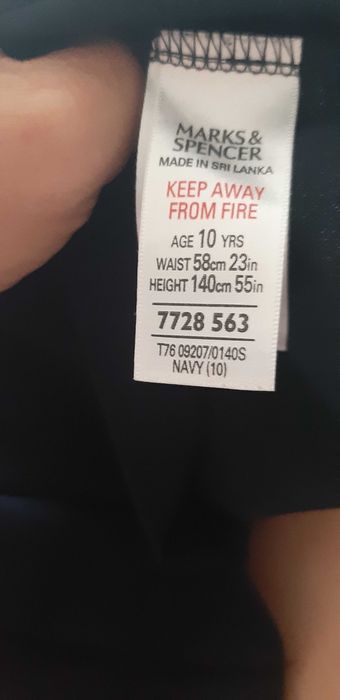 MARKS &
SPENCER
MADE IN SRI LANKA
KEEP AWAY
FROM FIRE
AGE 10 YRS
WAIST 58cm 23in
HEIGHT 140cm 55in
7728 563
T76 09207/0140S
NAVY (10)